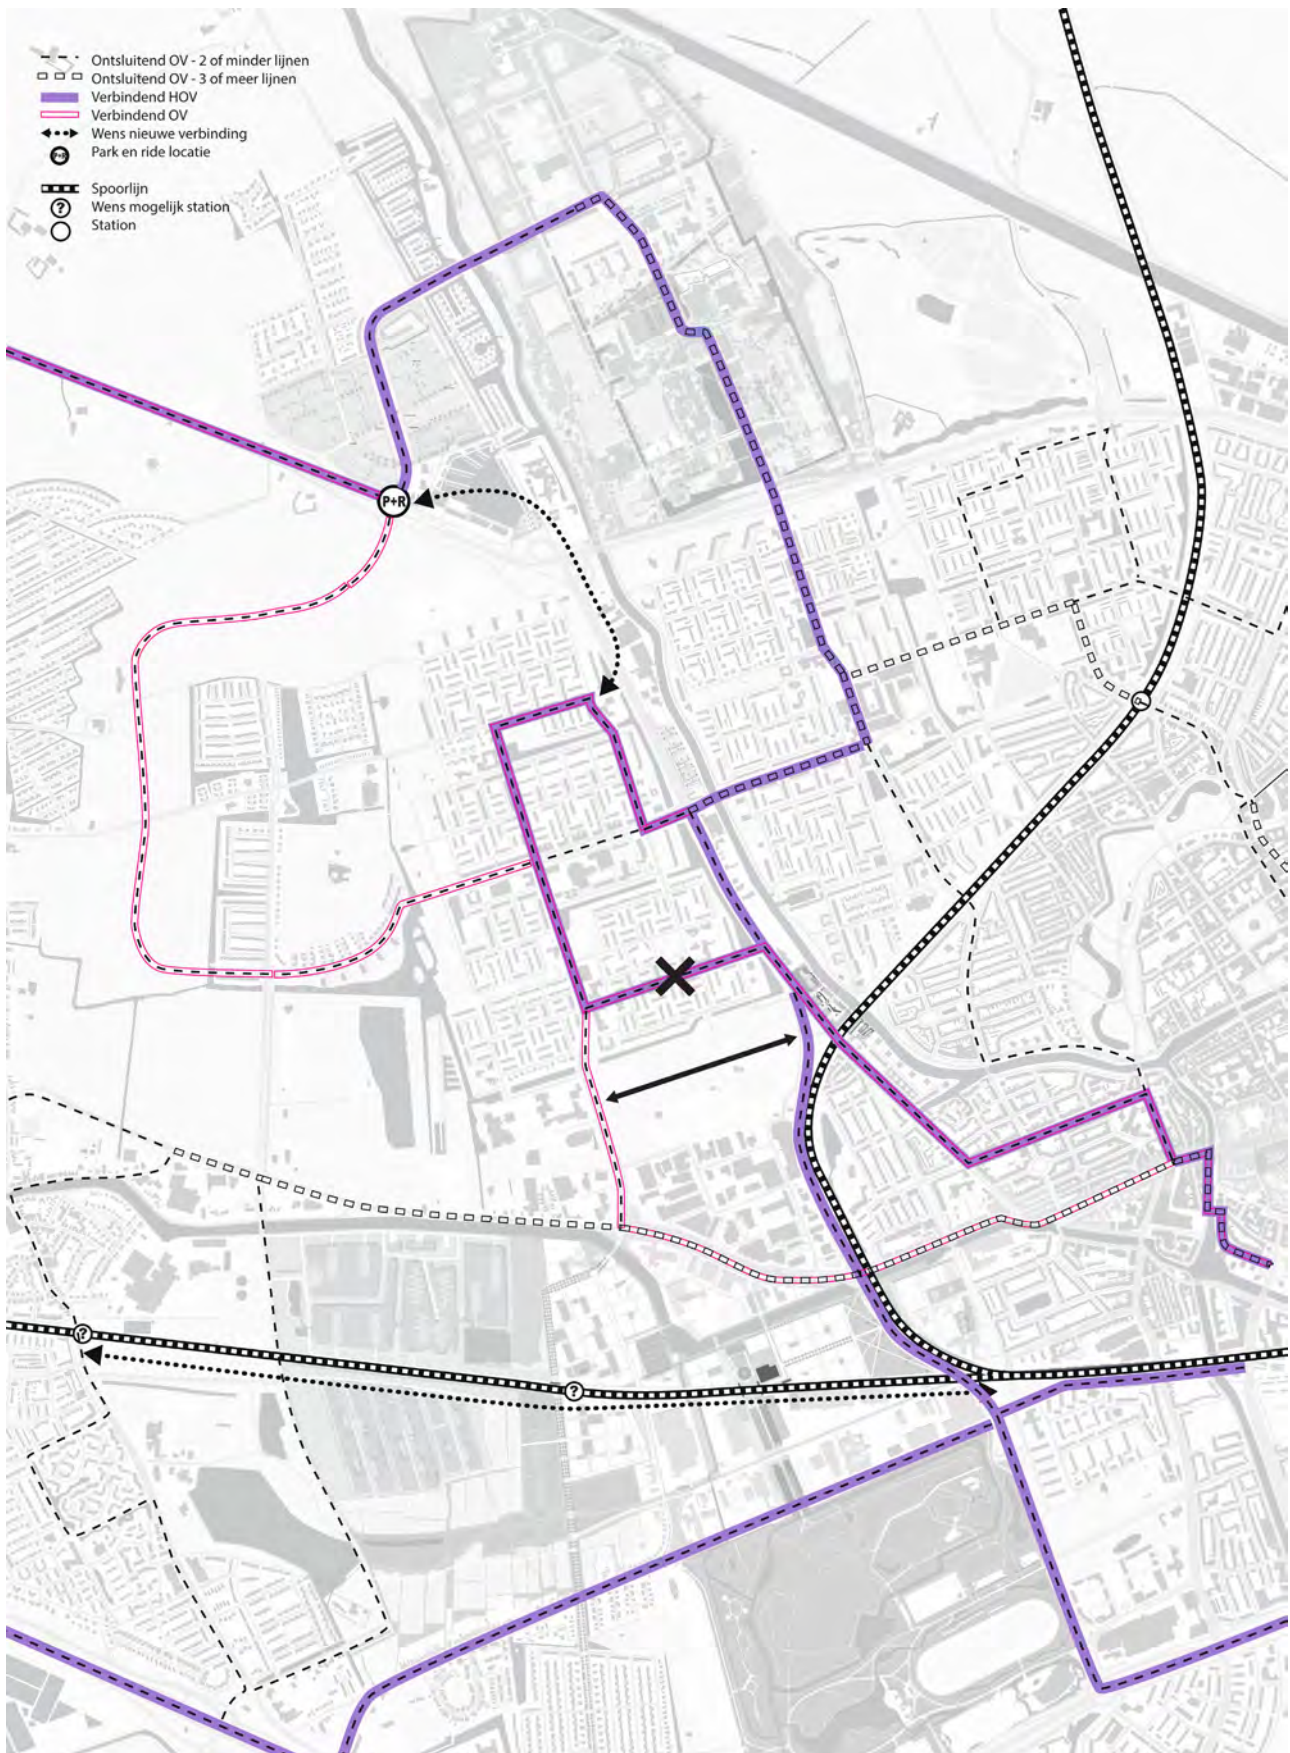 Ontsluitend OV - 2 of minder lijnen
Ontsluitend OV - 3 of meer lijnen
Verbindend HOV
Verbindend OV
Wens nieuwe verbinding
P+R Park en ride locatie
Spoorlijn
? Wens mogelijk station
Station
P+R
?
?